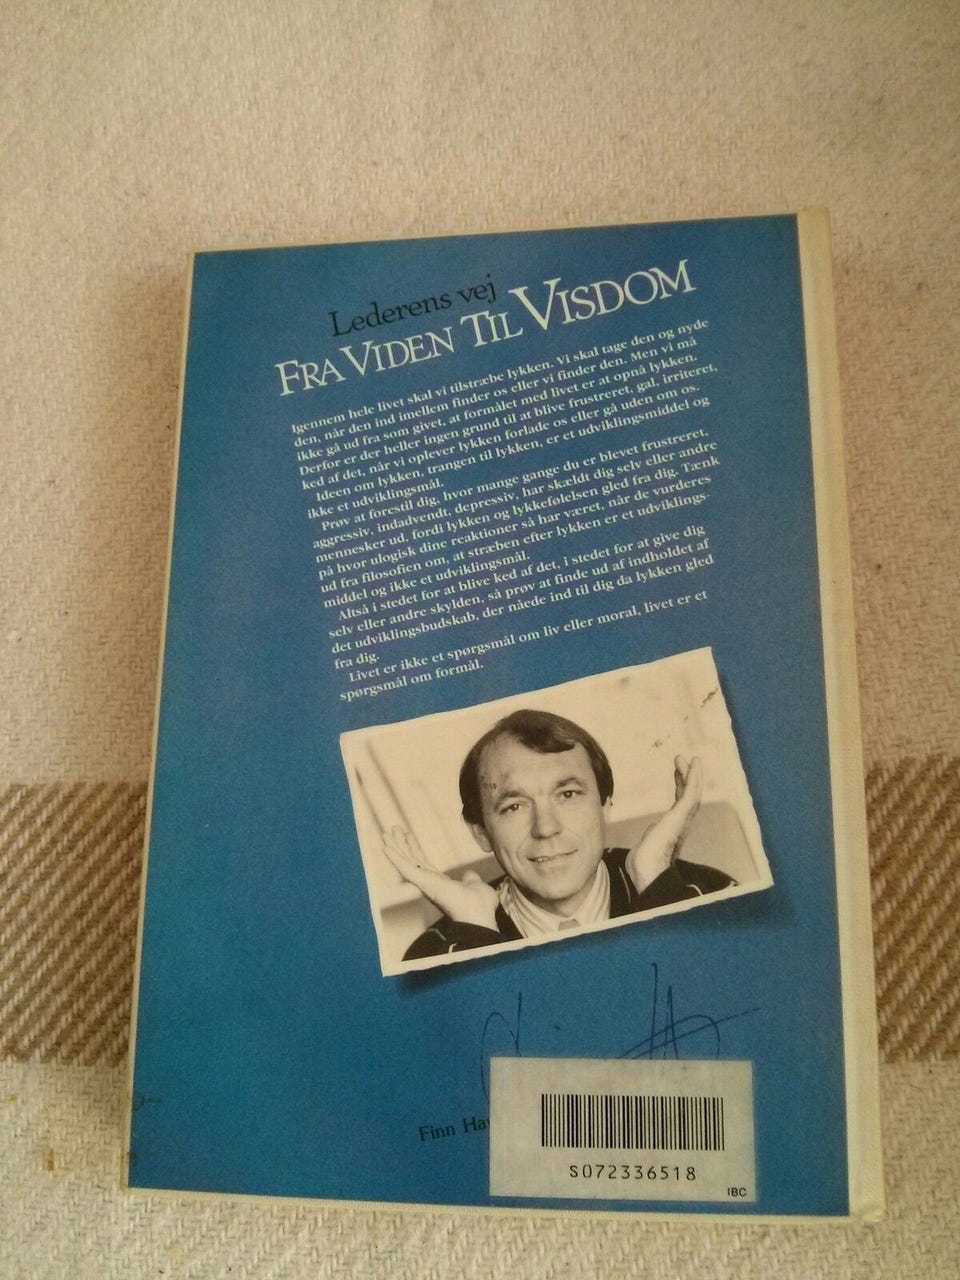 Lederens vej
FRA VIDEN TIL VISDOM
Igennem hele livet skal vi tilstræbe lykken. Vi skal tage den og nyde
den, når den ind imellem finder os eller vi finder den. Men vi må
ikke gå ud fra som givet, at formålet med livet er at opnå lykken.
Derfor er der heller ingen grund til at blive frustreret, gal, irriteret,
ked af det, når vi oplever lykken forlade os eller gå uden om os.
Ideen om lykken, trangen til lykken, er et udviklingsmiddel og
ikke et udviklingsmål.
Prøv at forestil dig, hvor mange gange du er blevet frustreret,
aggressiv, indadvendt, depressiv, har skældt dig selv eller andre
mennesker ud, fordi lykken og lykkefølelsen gled fra dig. Tænk
på hvor ulogisk dine reaktioner så har været, når de vurderes
ud fra filosofien om, at stræben efter lykken er et udviklings-
middel og ikke et udviklingsmål.
Altså i stedet for at blive ked af det, i stedet for at give dig
selv eller andre skylden, så prøv at finde ud af indholdet af
det udviklingsbudskab, der nåede ind til dig da lykken gled
fra dig.
Livet er ikke et spørgsmål om liv eller moral, livet er et
spørgsmål om formål.
Finn Ha
S072336518
IBC